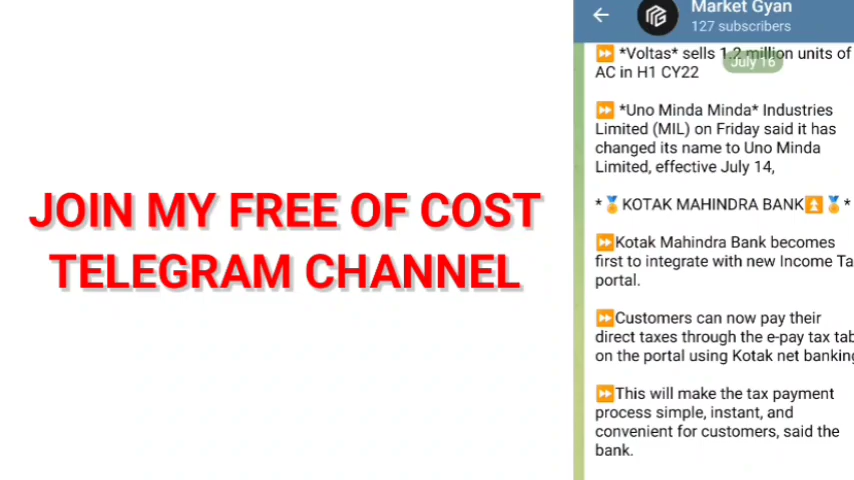 JOIN MY FREE OF COST
TELEGRAM CHANNEL
Market Gyan
127 subscribers
July 16
⏩ *Voltas* sells 1.2 million units of
AC in H1 CY22
⏩ *Uno Minda Minda* Industries
Limited (MIL) on Friday said it has
changed its name to Uno Minda
Limited, effective July 14,
*🏅KOTAK MAHINDRA BANK⏫🏅*
⏩Kotak Mahindra Bank becomes
first to integrate with new Income Ta
portal.
⏩Customers can now pay their
direct taxes through the e-pay tax tab
on the portal using Kotak net banking
⏩This will make the tax payment
process simple, instant, and
convenient for customers, said the
bank.